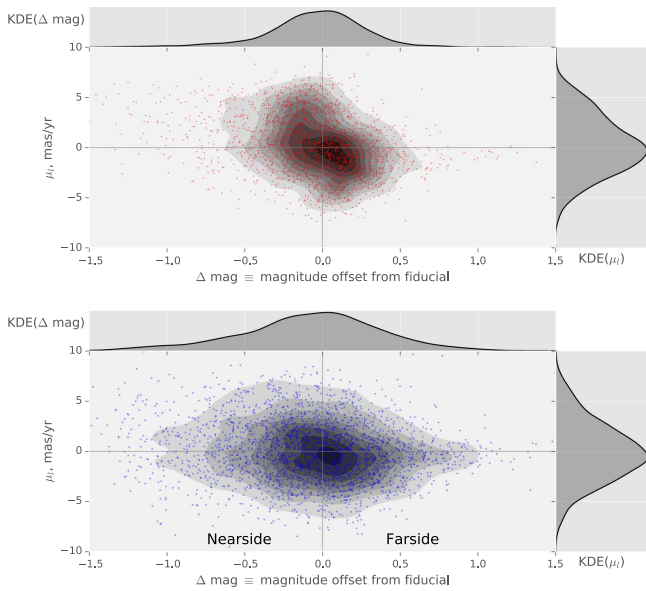 KDE(Δ mag)
10
5
0
−5
−10
μl, mas/yr
−1.5 −1.0 −0.5 0.0 0.5 1.0 1.5
KDE(μl)
Δ mag ≡ magnitude offset from fiducial
KDE(Δ mag)
10
5
0
−5
−10
μl, mas/yr
Nearside Farside
−1.5 −1.0 −0.5 0.0 0.5 1.0 1.5
KDE(μl)
Δ mag ≡ magnitude offset from fiducial